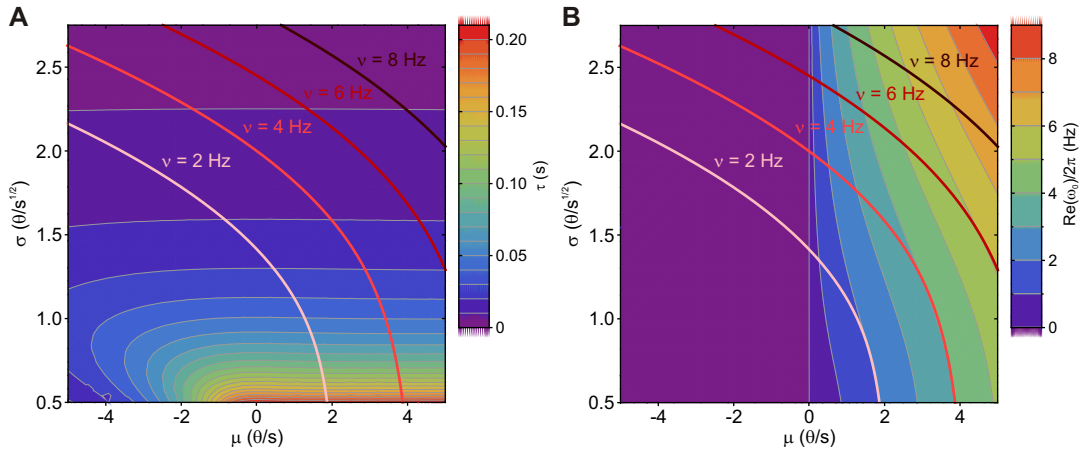 A
2.5
2.0
1.5
1.0
0.5
σ (θ/s^1/2)
-4
-2
0
2
4
μ (θ/s)
ν = 8 Hz
ν = 6 Hz
ν = 4 Hz
ν = 2 Hz
0.20
0.15
0.10
0.05
0
τ (s)
B
2.5
2.0
1.5
1.0
0.5
σ (θ/s^1/2)
-4
-2
0
2
4
μ (θ/s)
ν = 8 Hz
ν = 6 Hz
ν = 4 Hz
ν = 2 Hz
8
6
4
2
0
Re(ω₀)/2π (Hz)